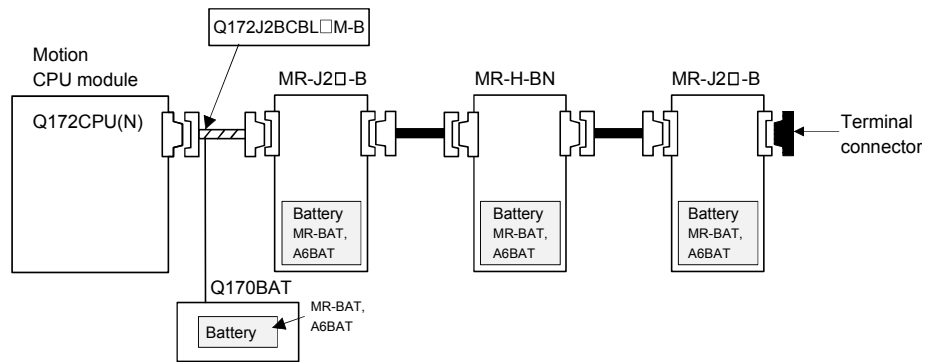 Q172J2BCBL□M-B
Motion
CPU module
MR-J2□-B
MR-H-BN
MR-J2□-B
Q172CPU(N)
Terminal
connector
Battery
MR-BAT,
A6BAT
Battery
MR-BAT,
A6BAT
Battery
MR-BAT,
A6BAT
Q170BAT
MR-BAT,
A6BAT
Battery